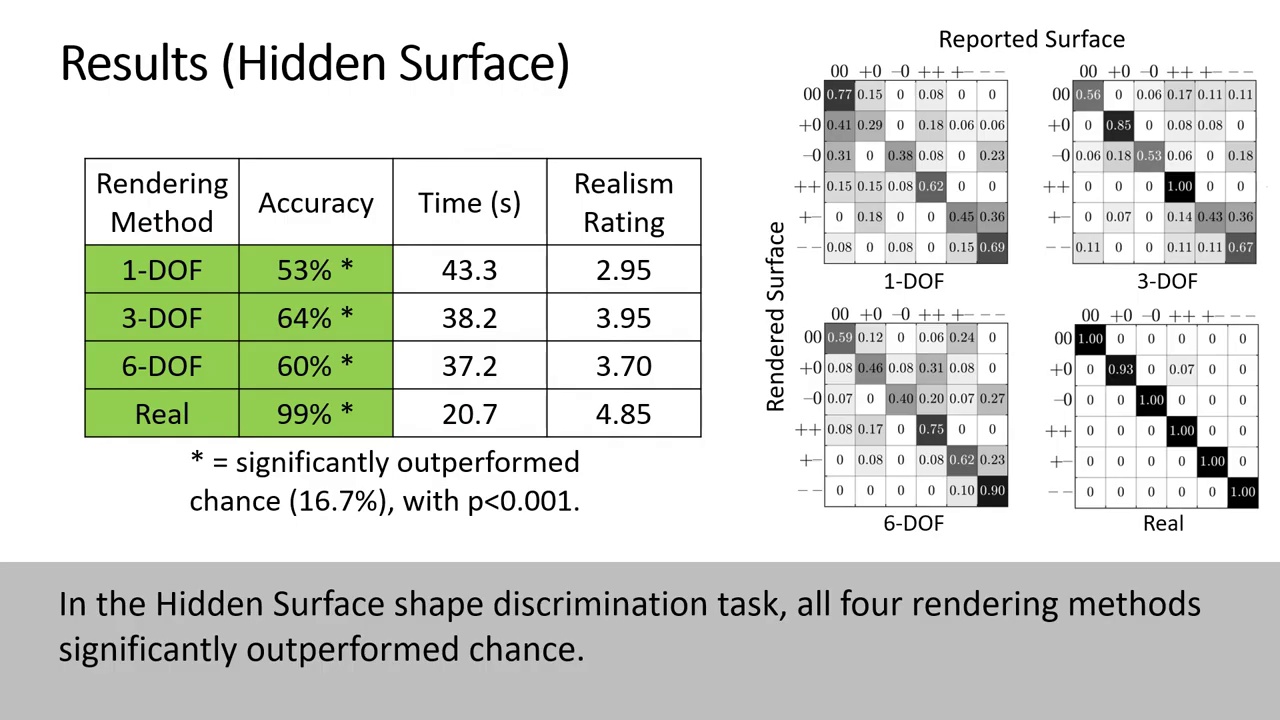 Results (Hidden Surface)
Rendering Method Accuracy Time (s) Realism Rating
1-DOF 53% * 43.3 2.95
3-DOF 64% * 38.2 3.95
6-DOF 60% * 37.2 3.70
Real 99% * 20.7 4.85
* = significantly outperformed
chance (16.7%), with p<0.001.
Reported Surface
Rendered Surface
00 +0 −0 ++ +− −−
00 0.77 0.15 0 0.08 0 0
+0 0.41 0.29 0 0.18 0.06 0.06
−0 0.31 0 0.38 0.08 0 0.23
++ 0.15 0.15 0.08 0.62 0 0
+− 0 0.18 0 0 0.45 0.36
−− 0.08 0 0.08 0 0.15 0.69
1-DOF
00 +0 −0 ++ +− −−
00 0.56 0 0.06 0.17 0.11 0.11
+0 0 0.85 0 0.08 0.08 0
−0 0.06 0.18 0.53 0.06 0 0.18
++ 0 0 0 1.00 0 0
+− 0 0.07 0 0.14 0.43 0.36
−− 0.11 0 0 0.11 0.11 0.67
3-DOF
00 +0 −0 ++ +− −−
00 0.59 0.12 0 0.06 0.24 0
+0 0.08 0.46 0.08 0.31 0.08 0
−0 0.07 0 0.40 0.20 0.07 0.27
++ 0.08 0.17 0 0.75 0 0
+− 0 0.08 0 0.08 0.62 0.23
−− 0 0 0 0 0.10 0.90
6-DOF
00 +0 −0 ++ +− −−
00 1.00 0 0 0 0 0
+0 0 0.93 0 0.07 0 0
−0 0 0 1.00 0 0 0
++ 0 0 0 1.00 0 0
+− 0 0 0 0 1.00 0
−− 0 0 0 0 0 1.00
Real
In the Hidden Surface shape discrimination task, all four rendering methods
significantly outperformed chance.